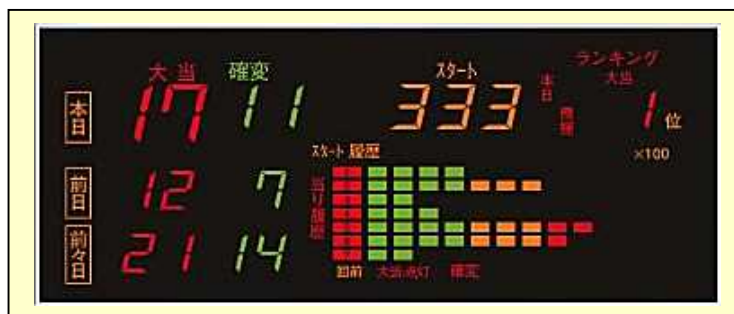 大当 確変 スタート 本日 ランキング 大当
本日 17 11 333 1位
スタート 履歴 ×100
前日 12 7 当り履歴
前々日 21 14
回前 大当:点灯 確変